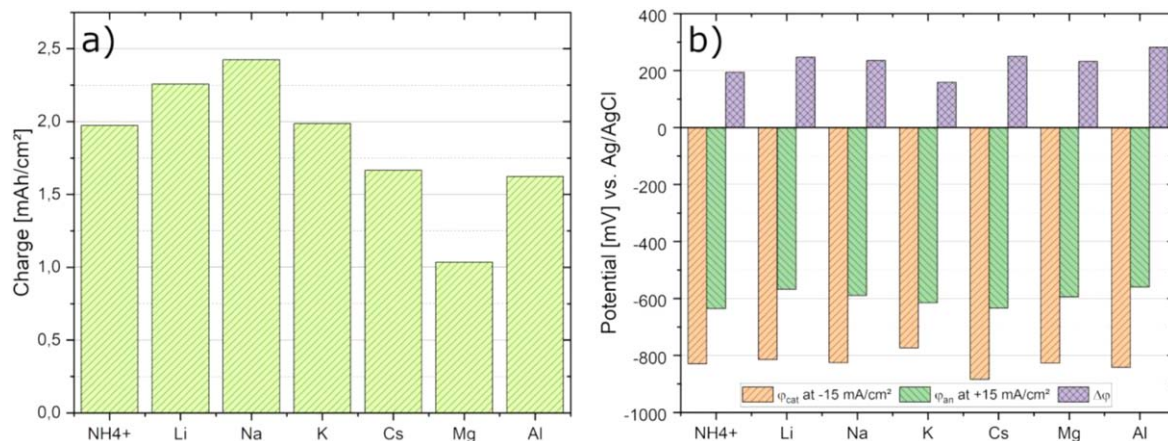 a)
Charge [mAh/cm²]
2,5
2,0
1,5
1,0
0,5
0,0
NH4+ Li Na K Cs Mg Al
b)
Potential [mV] vs. Ag/AgCl
400
200
0
-200
-400
-600
-800
-1000
φcat at -15 mA/cm² φan at +15 mA/cm² Δφ
NH4+ Li Na K Cs Mg Al